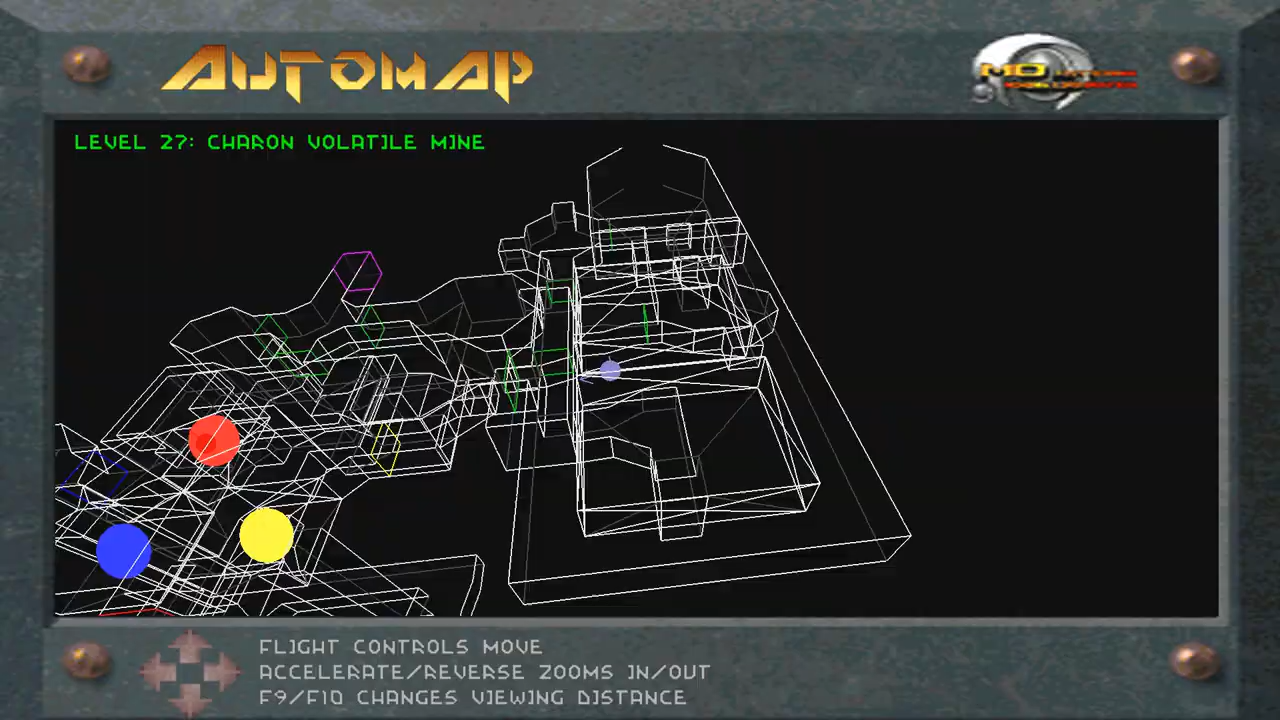 AUTOMAP
MD
LEVEL 27: CHARON VOLATILE MINE
FLIGHT CONTROLS MOVE
ACCELERATE/REVERSE ZOOMS IN/OUT
F9/F10 CHANGES VIEWING DISTANCE